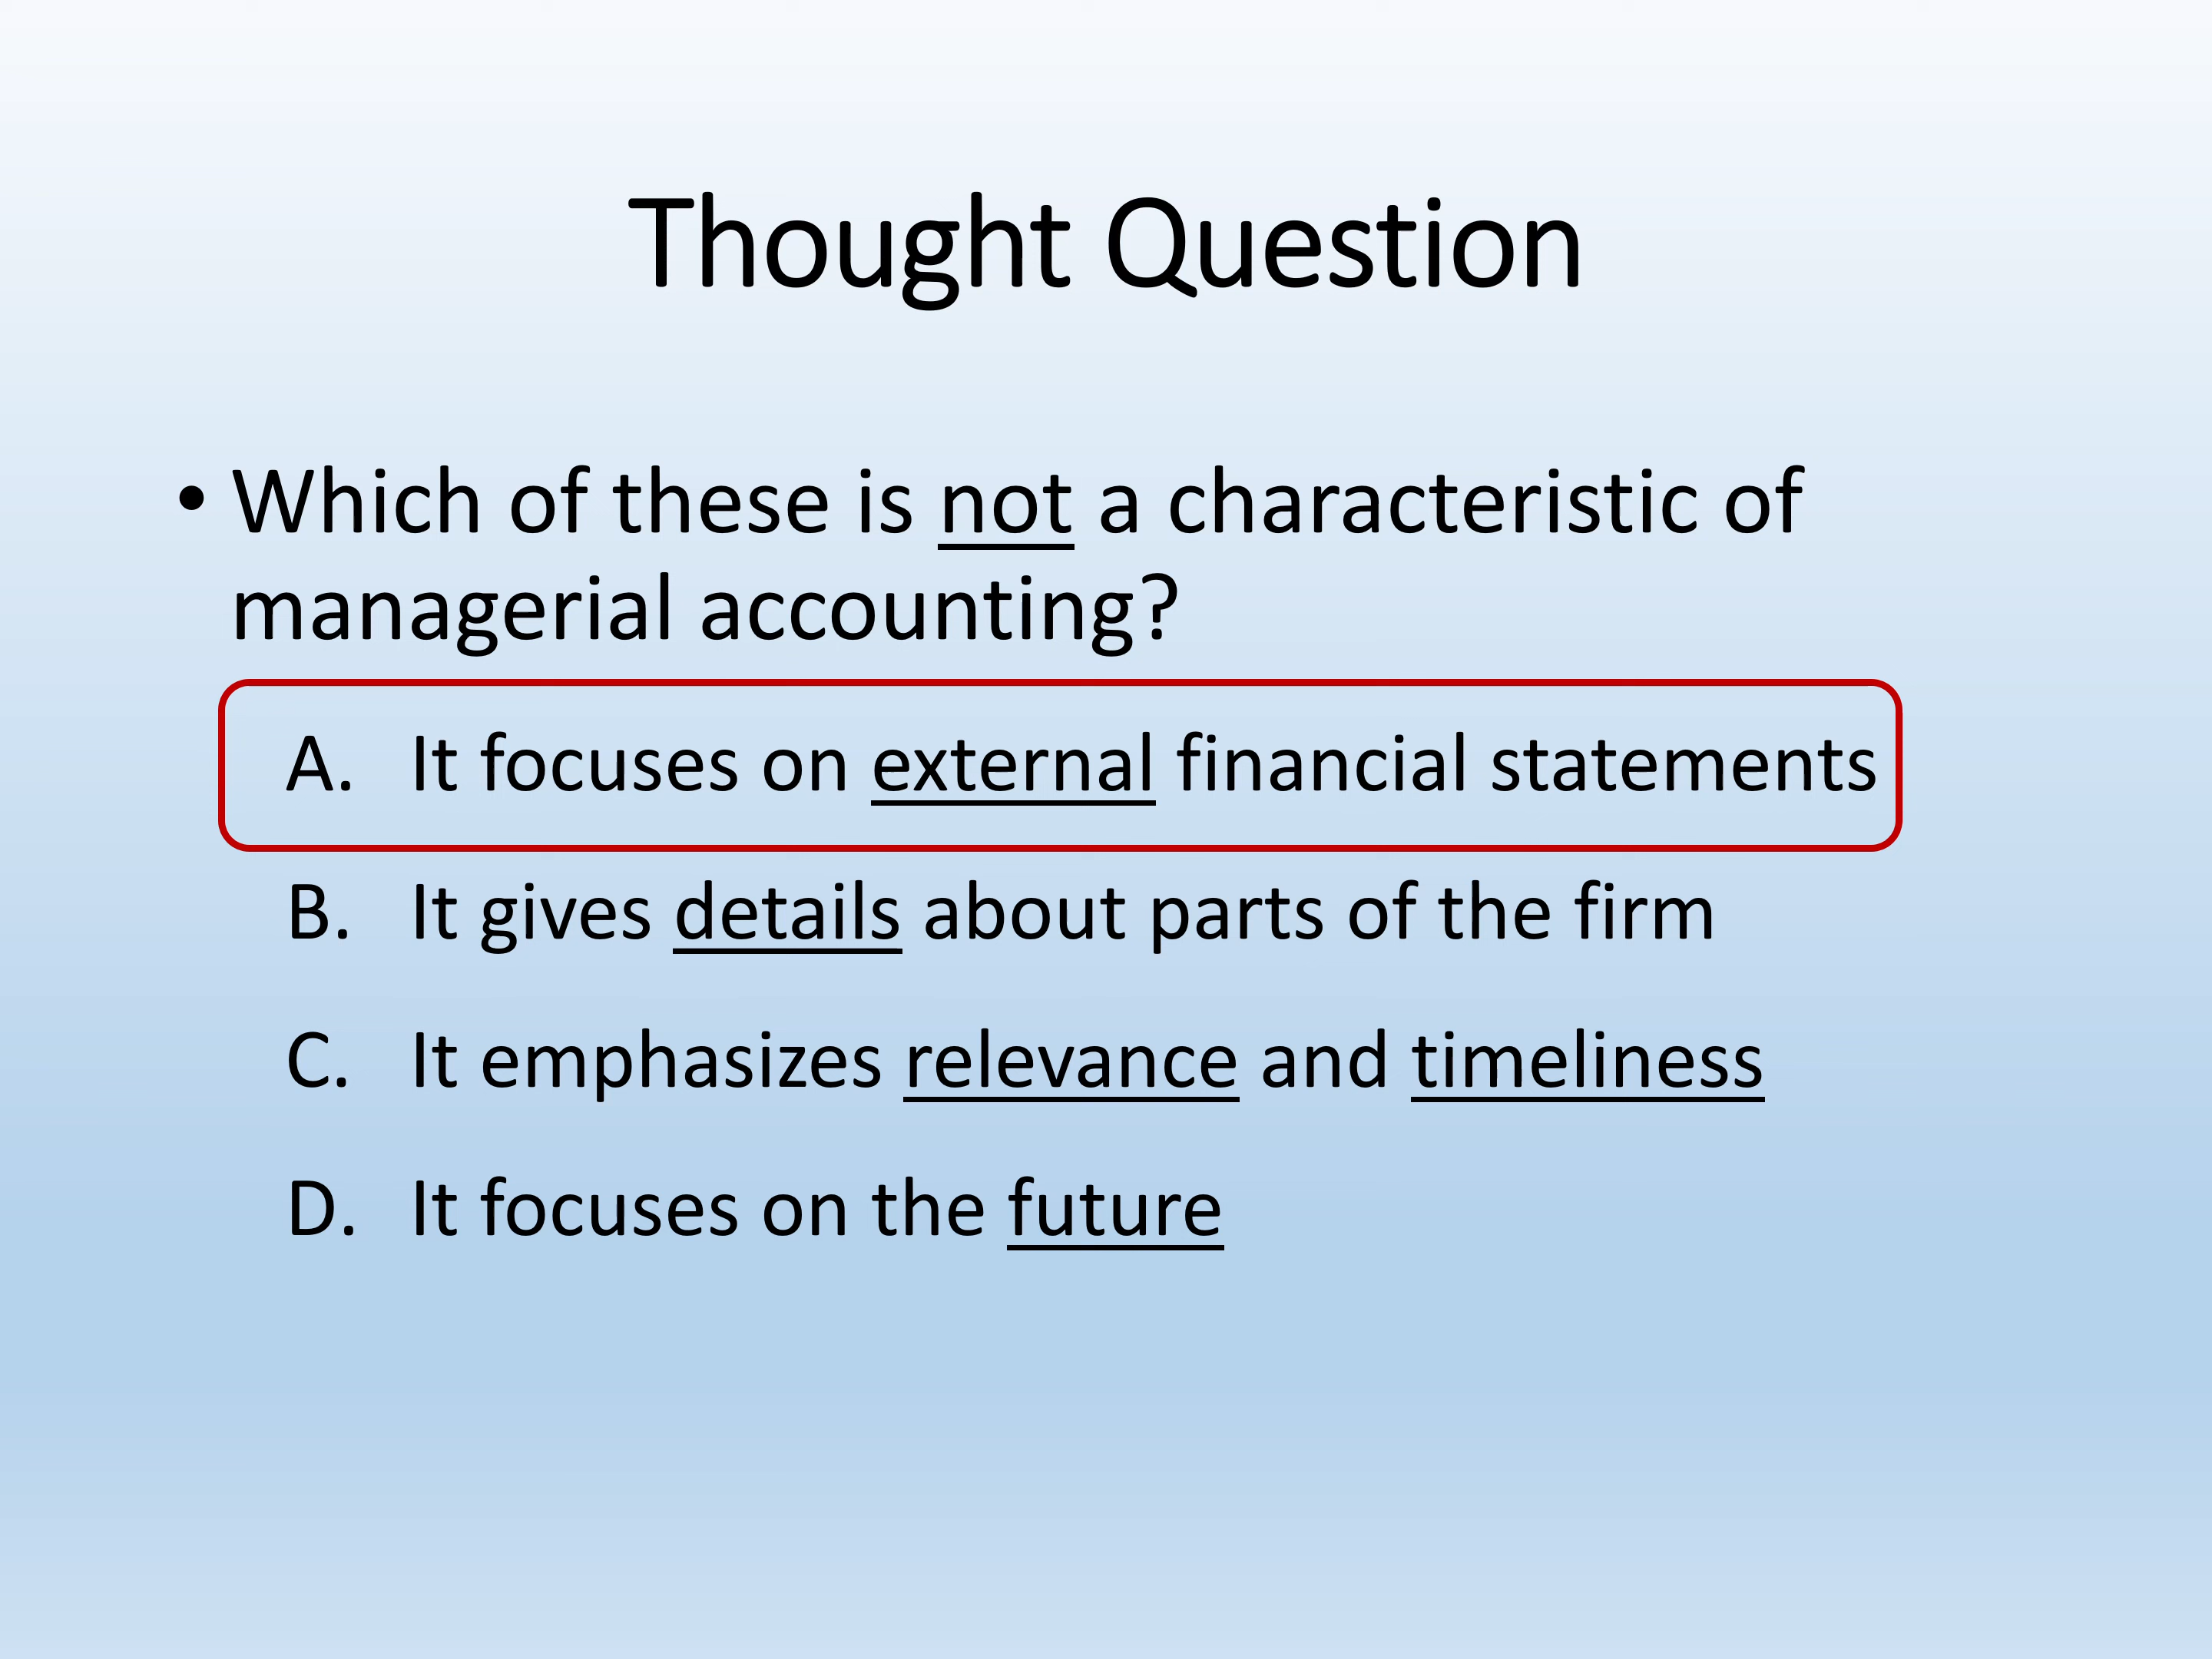 Thought Question
• Which of these is not a characteristic of
managerial accounting?
A. It focuses on external financial statements
B. It gives details about parts of the firm
C. It emphasizes relevance and timeliness
D. It focuses on the future